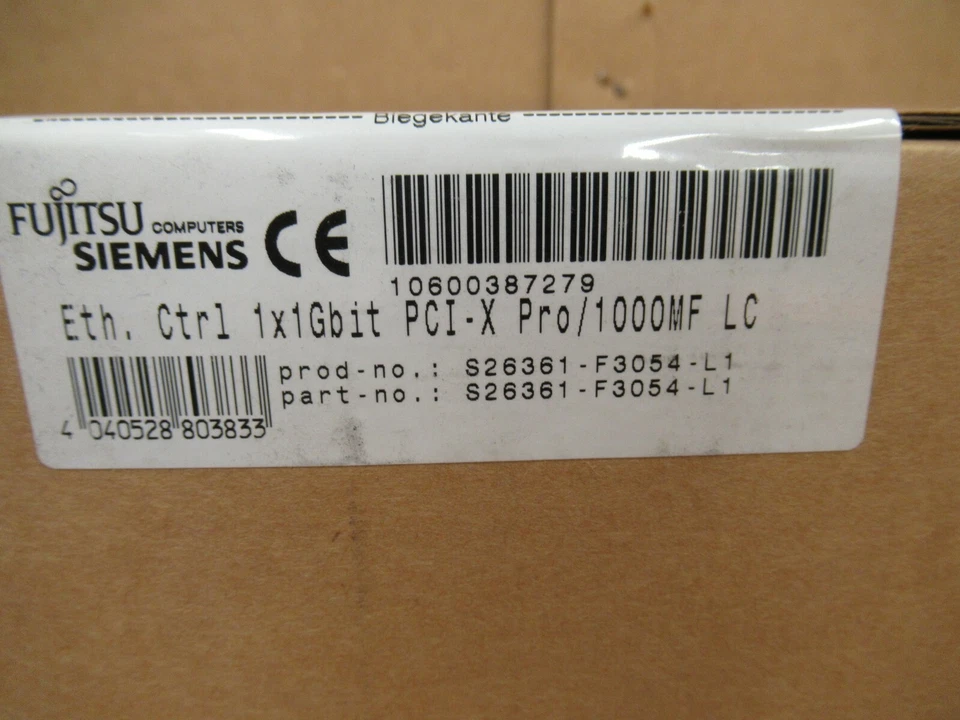 Biegekante
FUJITSU COMPUTERS
SIEMENS CE
10600387279
Eth. Ctrl 1x1Gbit PCI-X Pro/1000MF LC
prod-no.: S26361-F3054-L1
part-no.: S26361-F3054-L1
4 040528 803833